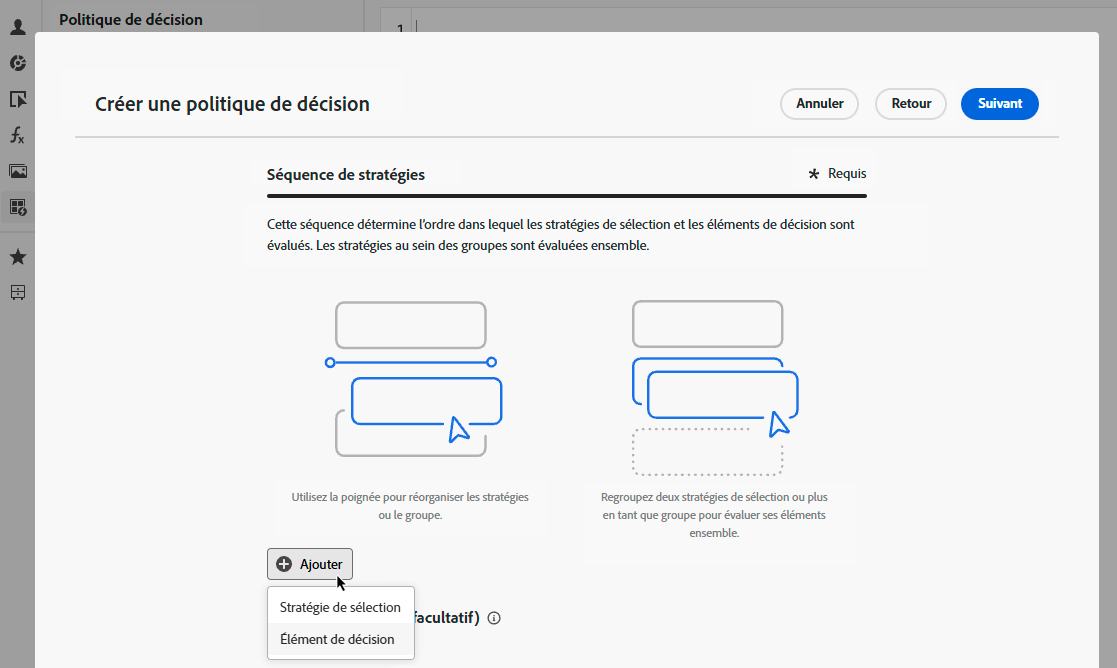 Politique de décision
1
Créer une politique de décision
Annuler
Retour
Suivant
Séquence de stratégies
* Requis
Cette séquence détermine l'ordre dans lequel les stratégies de sélection et les éléments de décision sont
évalués. Les stratégies au sein des groupes sont évaluées ensemble.
Utilisez la poignée pour réorganiser les stratégies
ou le groupe.
Regroupez deux stratégies de sélection ou plus
en tant que groupe pour évaluer ses éléments
ensemble.
Ajouter
Stratégie de sélection
facultatif)
Élément de décision